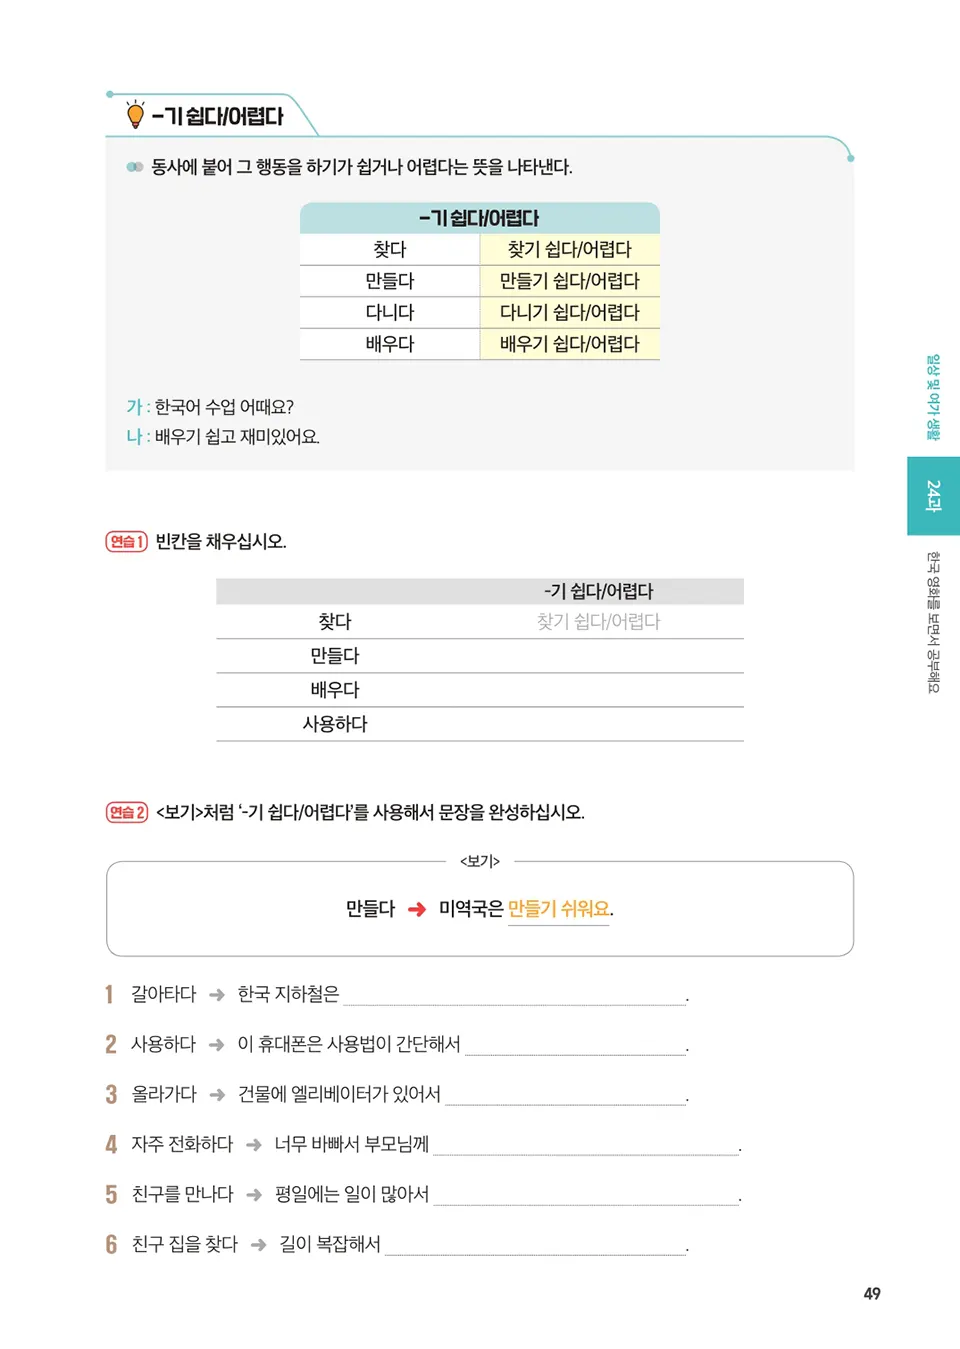 -기 쉽다/어렵다
동사에 붙어 그 행동을 하기가 쉽거나 어렵다는 뜻을 나타낸다.
-기 쉽다/어렵다
찾다 찾기 쉽다/어렵다
만들다 만들기 쉽다/어렵다
다니다 다니기 쉽다/어렵다
배우다 배우기 쉽다/어렵다
가 : 한국어 수업 어때요?
나 : 배우기 쉽고 재미있어요.
일상 및 여가 생활
24과
한국 영화를 보면서 공부해요
연습 1 빈칸을 채우십시오.
-기 쉽다/어렵다
찾다 찾기 쉽다/어렵다
만들다
배우다
사용하다
연습 2 <보기>처럼 '-기 쉽다/어렵다'를 사용해서 문장을 완성하십시오.
<보기>
만들다 ➜ 미역국은 만들기 쉬워요.
1 갈아타다 ➜ 한국 지하철은 .
2 사용하다 ➜ 이 휴대폰은 사용법이 간단해서 .
3 올라가다 ➜ 건물에 엘리베이터가 있어서 .
4 자주 전화하다 ➜ 너무 바빠서 부모님께 .
5 친구를 만나다 ➜ 평일에는 일이 많아서 .
6 친구 집을 찾다 ➜ 길이 복잡해서 .
49